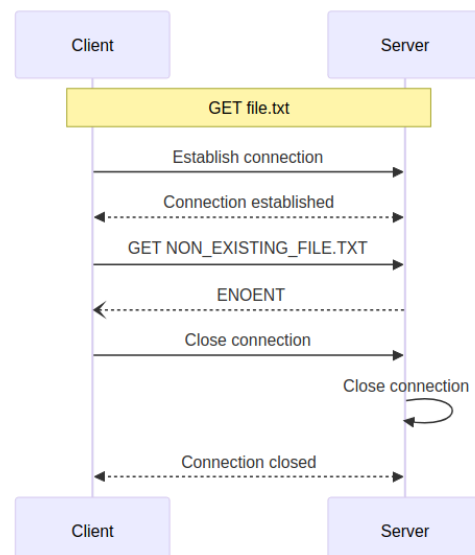 Client
Server
GET file.txt
Establish connection
Connection established
GET NON_EXISTING_FILE.TXT
ENOENT
Close connection
Close connection
Connection closed
Client
Server